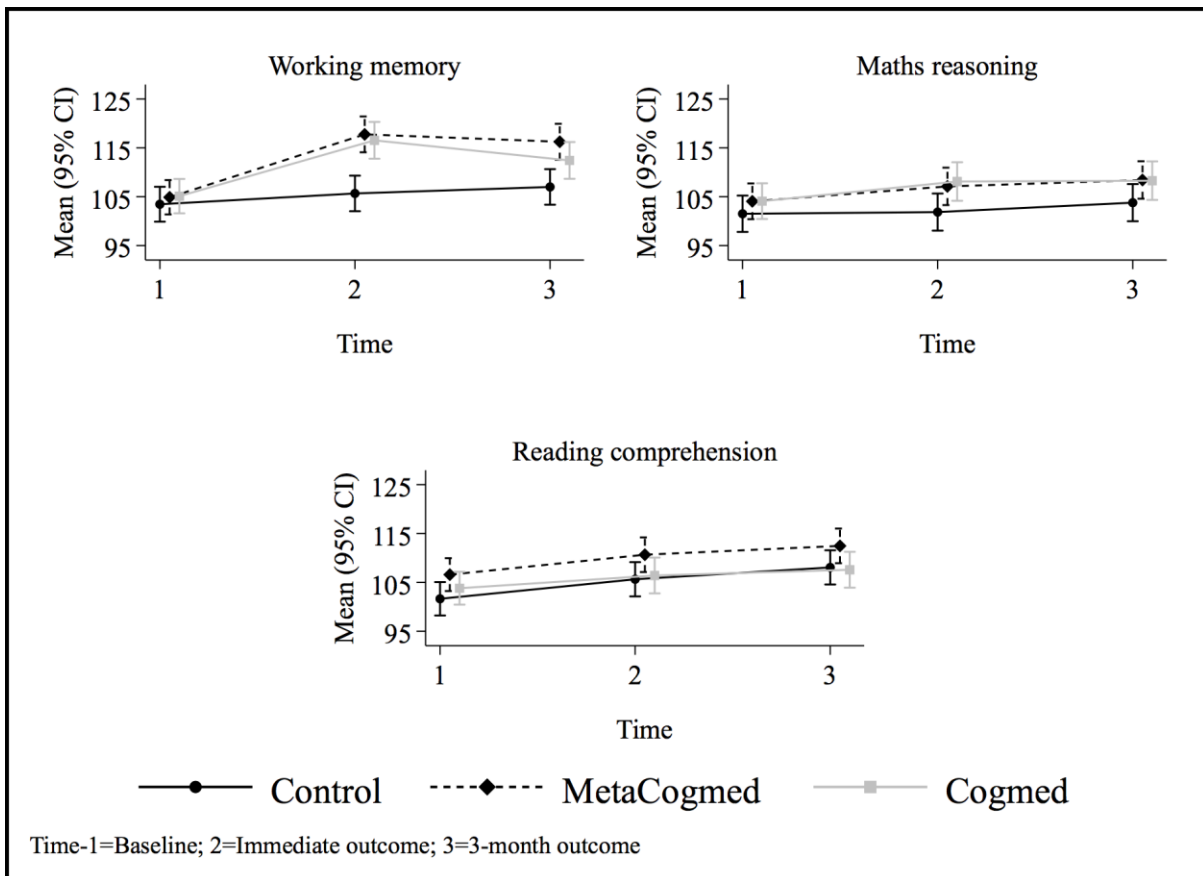 Working memory
Mean (95% CI)
125
115
105
95
1 2 3
Time
Maths reasoning
Mean (95% CI)
125
115
105
95
1 2 3
Time
Reading comprehension
Mean (95% CI)
125
115
105
95
1 2 3
Time
Control MetaCogmed Cogmed
Time-1=Baseline; 2=Immediate outcome; 3=3-month outcome